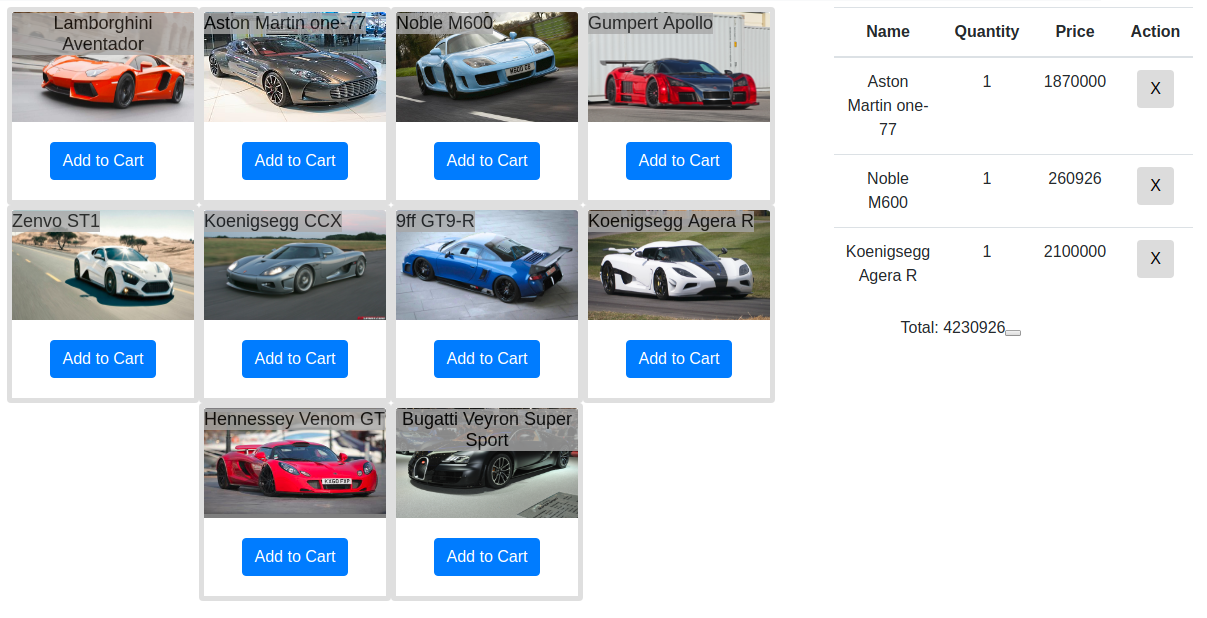 Lamborghini
Aventador
Aston Martin one-77
Noble M600
Gumpert Apollo
Add to Cart
Add to Cart
Add to Cart
Add to Cart
Zenvo ST1
Koenigsegg CCX
9ff GT9-R
Koenigsegg Agera R
Add to Cart
Add to Cart
Add to Cart
Add to Cart
Hennessey Venom GT
Bugatti Veyron Super
Sport
KX60 FVP
Add to Cart
Add to Cart
Name Quantity Price Action
Aston
Martin one-
77
1 1870000 X
Noble
M600
1 260926 X
Koenigsegg
Agera R
1 2100000 X
Total: 4230926